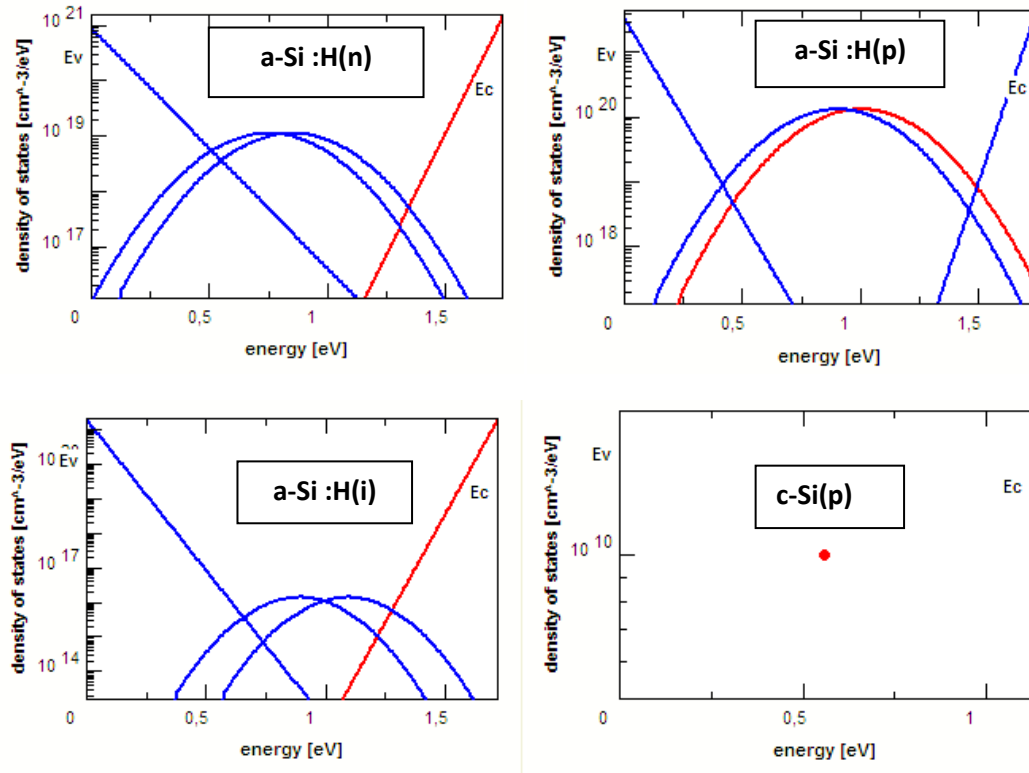 a-Si :H(n)
density of states [cm^-3/eV]
10 21
10 19
10 17
Ev
Ec
0
0,5
1
1,5
energy [eV]
a-Si :H(p)
density of states [cm^-3/eV]
10 20
10 18
Ev
Ec
0
0,5
1
1,5
energy [eV]
a-Si :H(i)
density of states [cm^-3/eV]
10 17
10 14
Ev
Ec
0
0,5
1
1,5
energy [eV]
c-Si(p)
density of states [cm^-3/eV]
10 10
Ev
Ec
0
0,5
1
energy [eV]